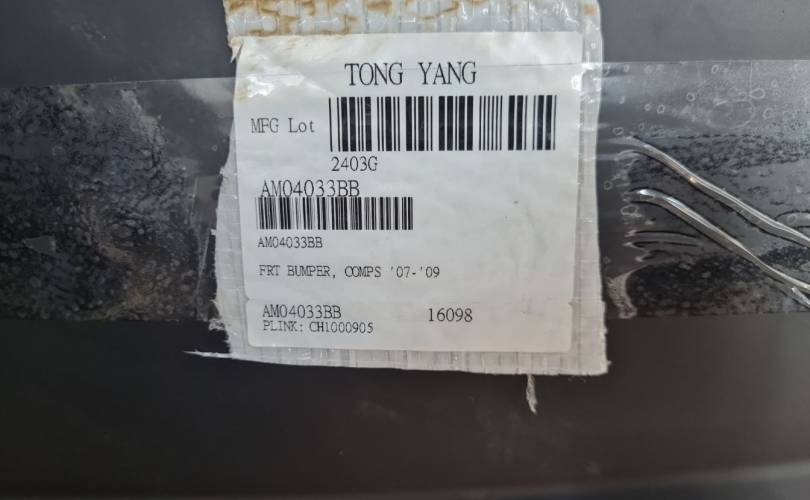 TONG YANG
MFG Lot
2403G
AM04033BB
AM04033BB
FRT BUMPER, COMPS '07-'09
AM04033BB 16098
PLINK: CH1000905